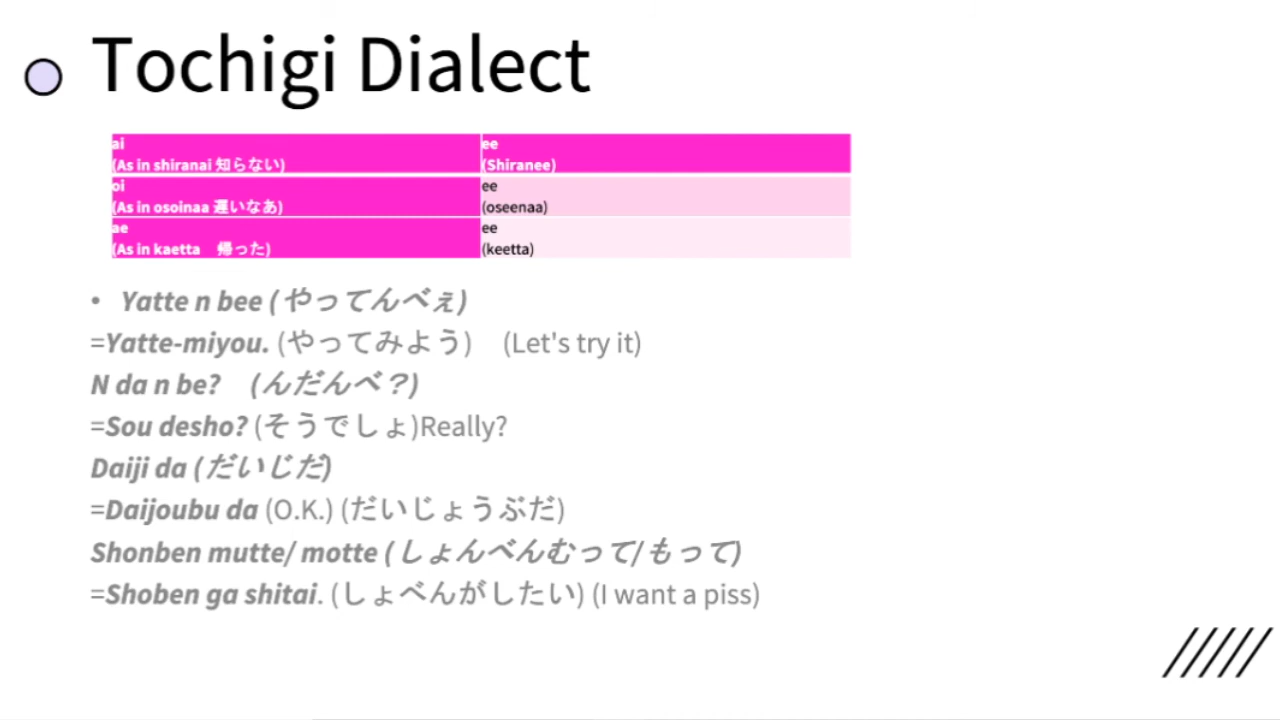 Tochigi Dialect
ai
(As in shiranai 知らない)
ee
(Shiranee)
oi
(As in osoinaa 遅いなあ)
ee
(oseenaa)
ae
(As in kaetta　帰った)
ee
(keetta)
• Yatte n bee (やってんべぇ)
=Yatte-miyou. (やってみよう)　(Let's try it)
N da n be?　(んだんべ？)
=Sou desho? (そうでしょ)Really?
Daiji da (だいじだ)
=Daijoubu da (O.K.) (だいじょうぶだ)
Shonben mutte/ motte (しょんべんむって/もって)
=Shoben ga shitai. (しょべんがしたい) (I want a piss)